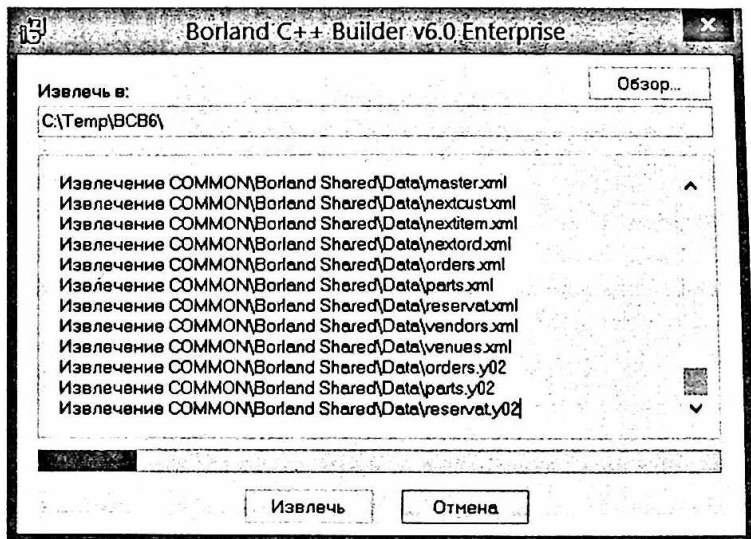 Borland C++ Builder v6.0 Enterprise
Извлечь в:
Обзор...
C:\Temp\BCB6\
Извлечение COMMON\Borland Shared\Data\master.xml
Извлечение COMMON\Borland Shared\Data\nextcust.xml
Извлечение COMMON\Borland Shared\Data\nextitem.xml
Извлечение COMMON\Borland Shared\Data\nextord.xml
Извлечение COMMON\Borland Shared\Data\orders.xml
Извлечение COMMON\Borland Shared\Data\parts.xml
Извлечение COMMON\Borland Shared\Data\reservat.xml
Извлечение COMMON\Borland Shared\Data\vendors.xml
Извлечение COMMON\Borland Shared\Data\venues.xml
Извлечение COMMON\Borland Shared\Data\orders.y02
Извлечение COMMON\Borland Shared\Data\parts.y02
Извлечение COMMON\Borland Shared\Data\reservat.y02
Извлечь
Отмена